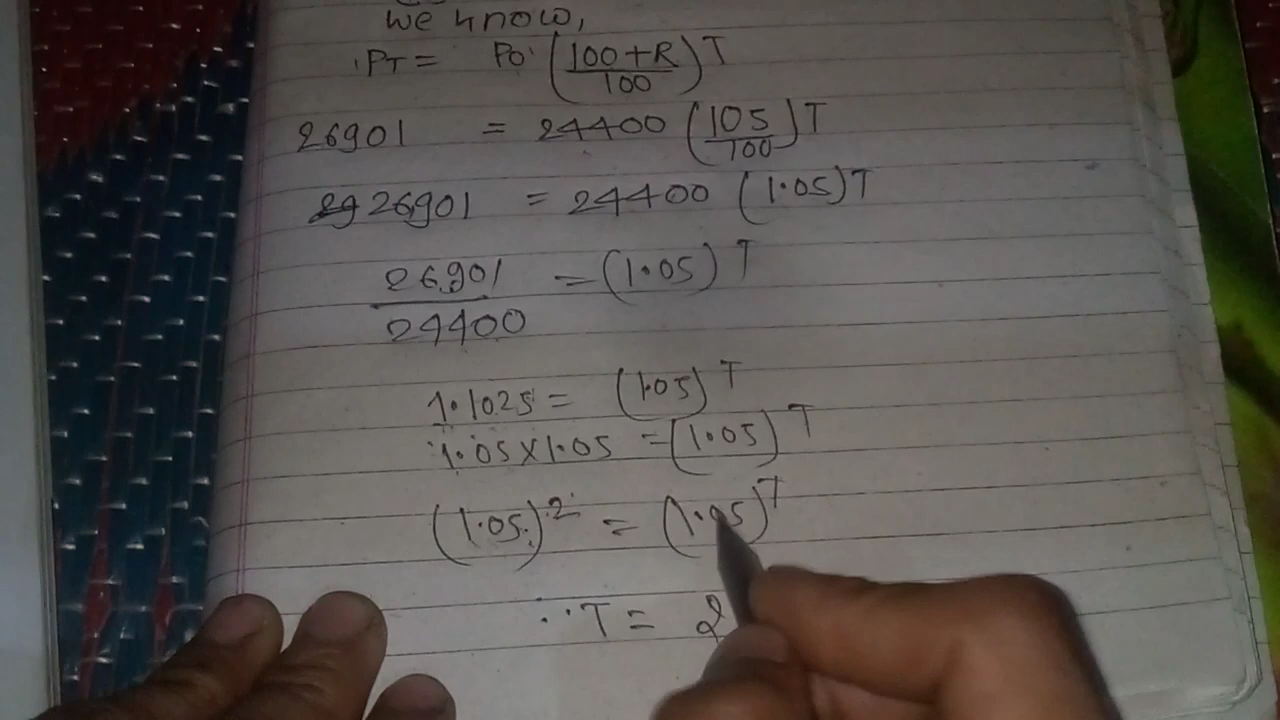 we know,
PT = Po (100+R/100)T
26901 = 24400 (105/100)T
26901 = 24400 (1.05)T
26901/24400 = (1.05)T
1.1025 = (1.05)T
1.05×1.05 = (1.05)T
(1.05)2 = (1.05)T
∴ T = 2